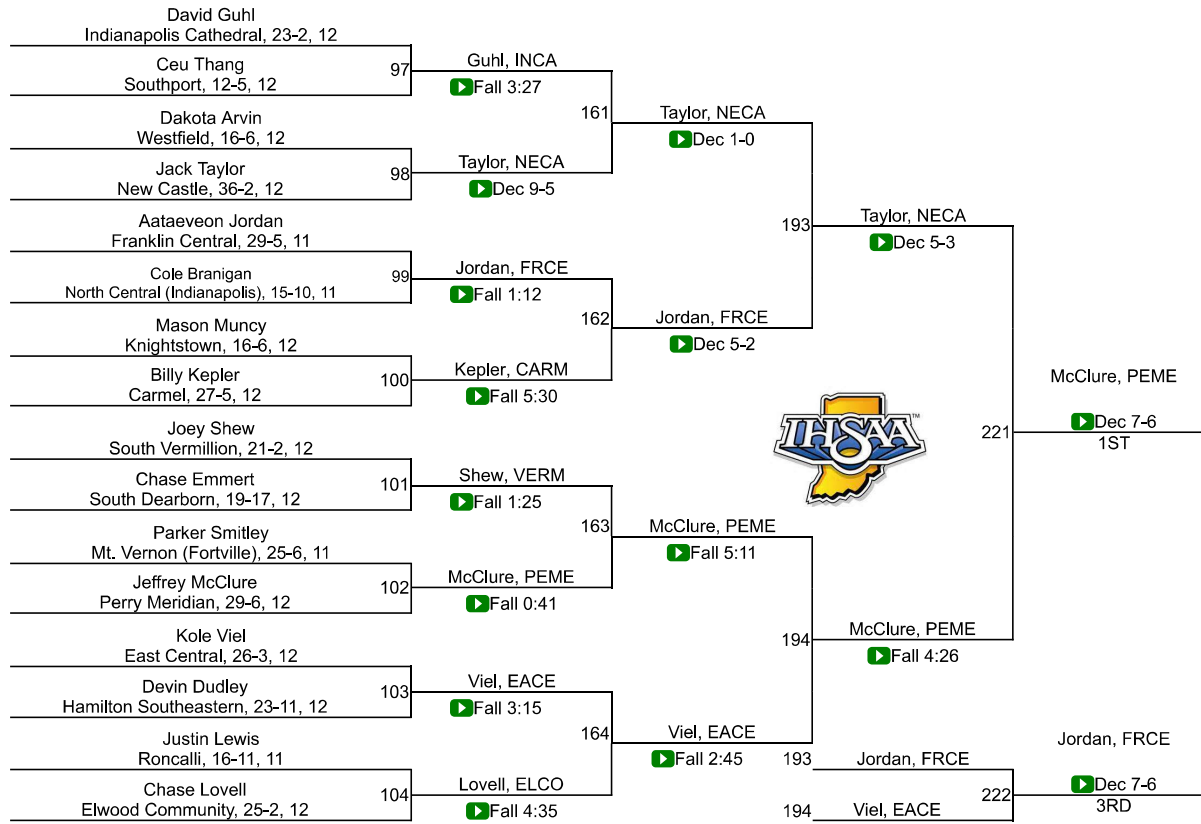 David Guhl
Indianapolis Cathedral, 23-2, 12
97
Ceu Thang
Southport, 12-5, 12
Guhl, INCA
Fall 3:27
161
Dakota Arvin
Westfield, 16-6, 12
98
Jack Taylor
New Castle, 36-2, 12
Taylor, NECA
Dec 9-5
Taylor, NECA
Dec 1-0
193
Aataeveon Jordan
Franklin Central, 29-5, 11
99
Cole Branigan
North Central (Indianapolis), 15-10, 11
Jordan, FRCE
Fall 1:12
162
Mason Muncy
Knightstown, 16-6, 12
100
Billy Kepler
Carmel, 27-5, 12
Kepler, CARM
Fall 5:30
Jordan, FRCE
Dec 5-2
Taylor, NECA
Dec 5-3
221
Joey Shew
South Vermillion, 21-2, 12
101
Chase Emmert
South Dearborn, 19-17, 12
Shew, VERM
Fall 1:25
163
Parker Smitley
Mt. Vernon (Fortville), 25-6, 11
102
Jeffrey McClure
Perry Meridian, 29-6, 12
McClure, PEME
Fall 0:41
McClure, PEME
Fall 5:11
194
Kole Viel
East Central, 26-3, 12
103
Devin Dudley
Hamilton Southeastern, 23-11, 12
Viel, EACE
Fall 3:15
164
Justin Lewis
Roncalli, 16-11, 11
104
Chase Lovell
Elwood Community, 25-2, 12
Lovell, ELCO
Fall 4:35
Viel, EACE
Fall 2:45
McClure, PEME
Fall 4:26
IHSAA™
McClure, PEME
Dec 7-6
1ST
193
Jordan, FRCE
222
194
Viel, EACE
Jordan, FRCE
Dec 7-6
3RD